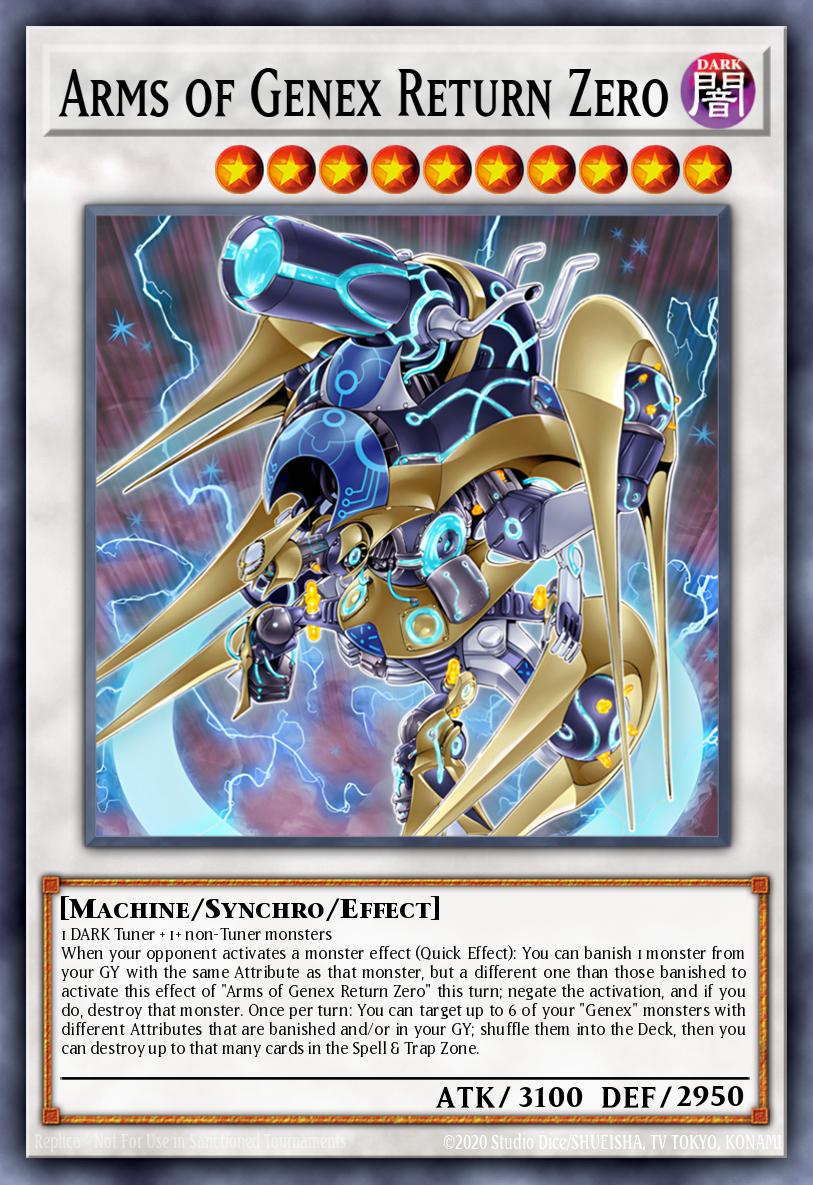 Arms of Genex Return Zero
DARK
闇
[Machine/Synchro/Effect]
1 DARK Tuner + 1+ non-Tuner monsters
When your opponent activates a monster effect (Quick Effect): You can banish 1 monster from
your GY with the same Attribute as that monster, but a different one than those banished to
activate this effect of "Arms of Genex Return Zero" this turn; negate the activation, and if you
do, destroy that monster. Once per turn: You can target up to 6 of your "Genex" monsters with
different Attributes that are banished and/or in your GY; shuffle them into the Deck, then you
can destroy up to that many cards in the Spell & Trap Zone.
ATK/ 3100 DEF/2950
Replica - Not For Use in Sanctioned Tournaments
©2020 Studio Dice/SHUEISHA, TV TOKYO, KONAMI